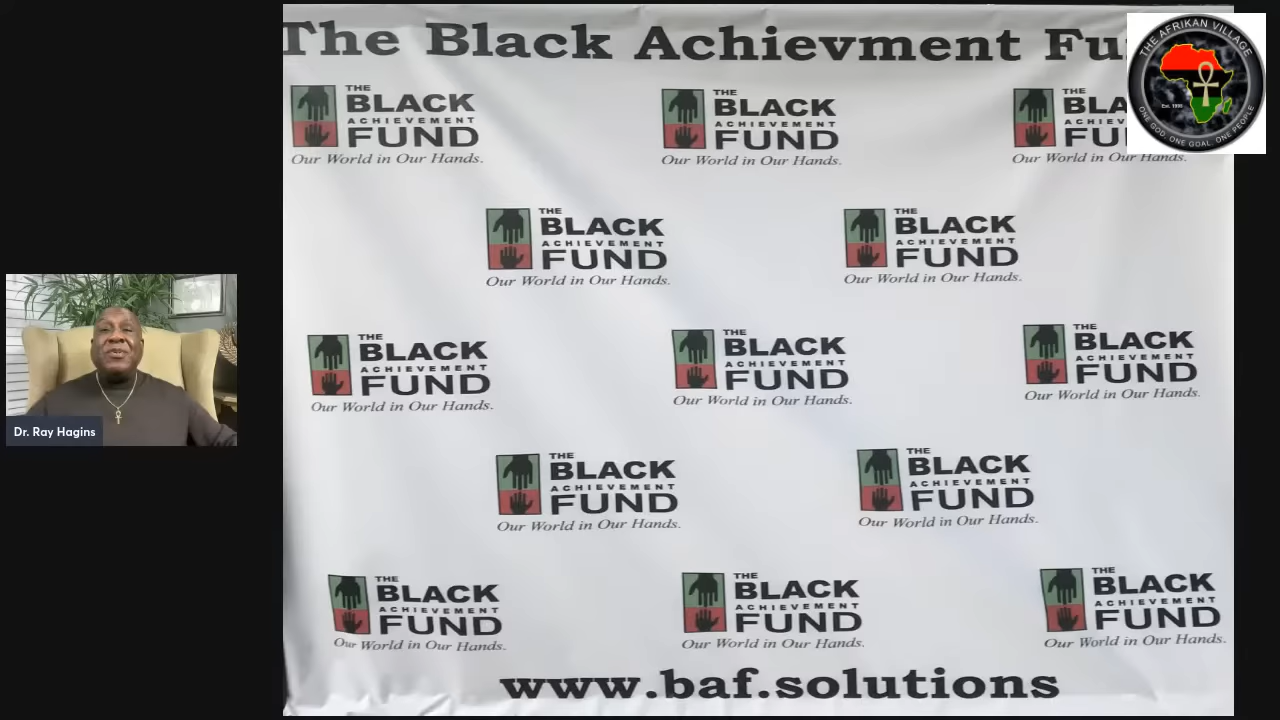 The Black Achievment Fu
THE AFRIKAN VILLAGE
Est. 1995
ONE GOD. ONE GOAL. ONE PEOPLE
THE
BLACK
ACHIEVEMENT
FUND
Our World in Our Hands.
THE
BLACK
ACHIEVEMENT
FUND
Our World in Our Hands.
THE
BLA
ACHIE
FU
Our World in Our Hands.
THE
BLACK
ACHIEVEMENT
FUND
Our World in Our Hands.
THE
BLACK
ACHIEVEMENT
FUND
Our World in Our Hands.
THE
BLACK
ACHIEVEMENT
FUND
Our World in Our Hands.
THE
BLACK
ACHIEVEMENT
FUND
Our World in Our Hands.
THE
BLACK
ACHIEVEMENT
FUND
Our World in Our Hands.
Dr. Ray Hagins
THE
BLACK
ACHIEVEMENT
FUND
Our World in Our Hands.
THE
BLACK
ACHIEVEMENT
FUND
Our World in Our Hands.
THE
BLACK
ACHIEVEMENT
FUND
Our World in Our Hands.
THE
BLACK
ACHIEVEMENT
FUND
Our World in Our Hands.
THE
BLACK
ACHIEVEMENT
FUND
Our World in Our Hands.
www.baf.solutions